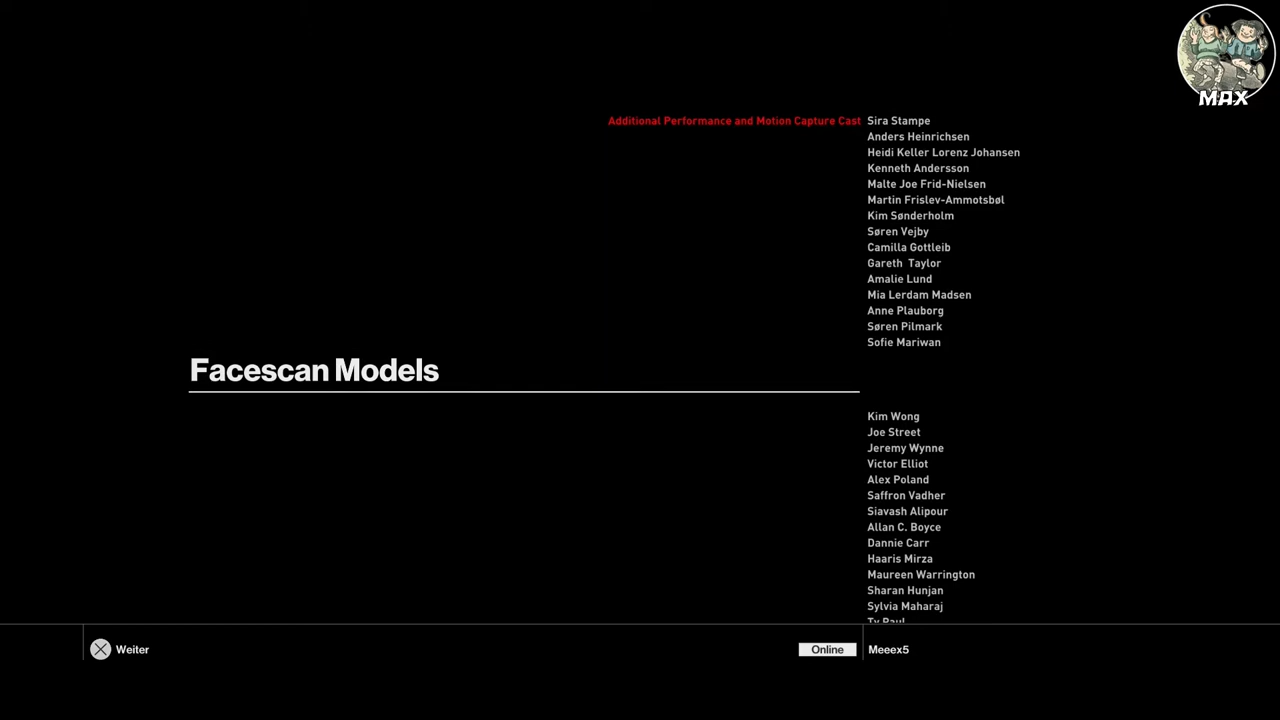 MAX
Additional Performance and Motion Capture Cast Sira Stampe
Anders Heinrichsen
Heidi Keller Lorenz Johansen
Kenneth Andersson
Malte Joe Frid-Nielsen
Martin Frislev-Ammotsbøl
Kim Sønderholm
Søren Vejby
Camilla Gottleib
Gareth Taylor
Amalie Lund
Mia Lerdam Madsen
Anne Plauborg
Søren Pilmark
Sofie Mariwan
Facescan Models
Kim Wong
Joe Street
Jeremy Wynne
Victor Elliot
Alex Poland
Saffron Vadher
Siavash Alipour
Allan C. Boyce
Dannie Carr
Haaris Mirza
Maureen Warrington
Sharan Hunjan
Sylvia Maharaj
Ty Paul
Weiter
Online Meeex5